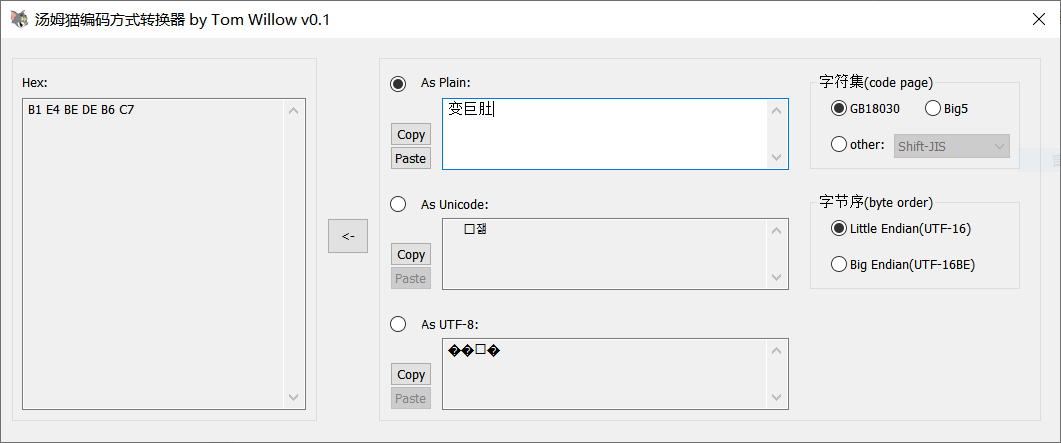 汤姆猫编码方式转换器 by Tom Willow v0.1
Hex:
B1 E4 BE DE B6 C7
<-
As Plain:
变巨肚
Copy
Paste
As Unicode:
□잶
Copy
Paste
As UTF-8:
��□�
Copy
Paste
字符集(code page)
GB18030
Big5
other:
Shift-JIS
字节序(byte order)
Little Endian(UTF-16)
Big Endian(UTF-16BE)